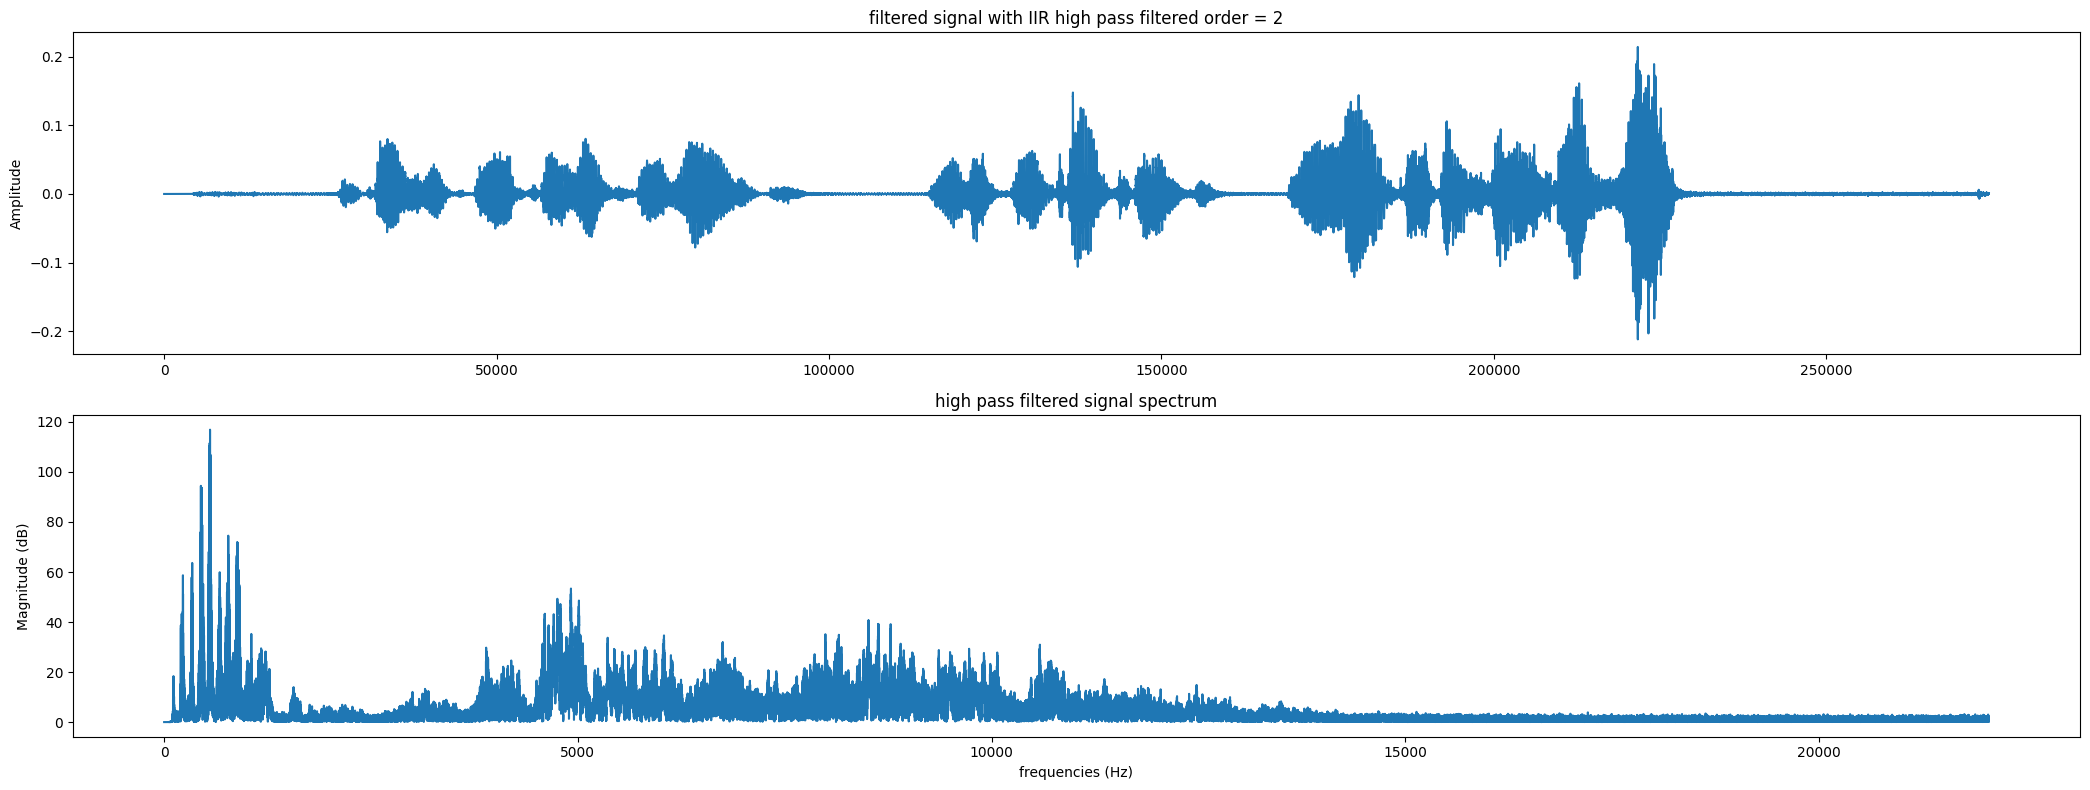 filtered signal with IIR high pass filtered order = 2
0.2
0.1
0.0
−0.1
−0.2
Amplitude
0 50000 100000 150000 200000 250000
high pass filtered signal spectrum
120
100
80
60
40
20
0
Magnitude (dB)
0 5000 10000 15000 20000
frequencies (Hz)